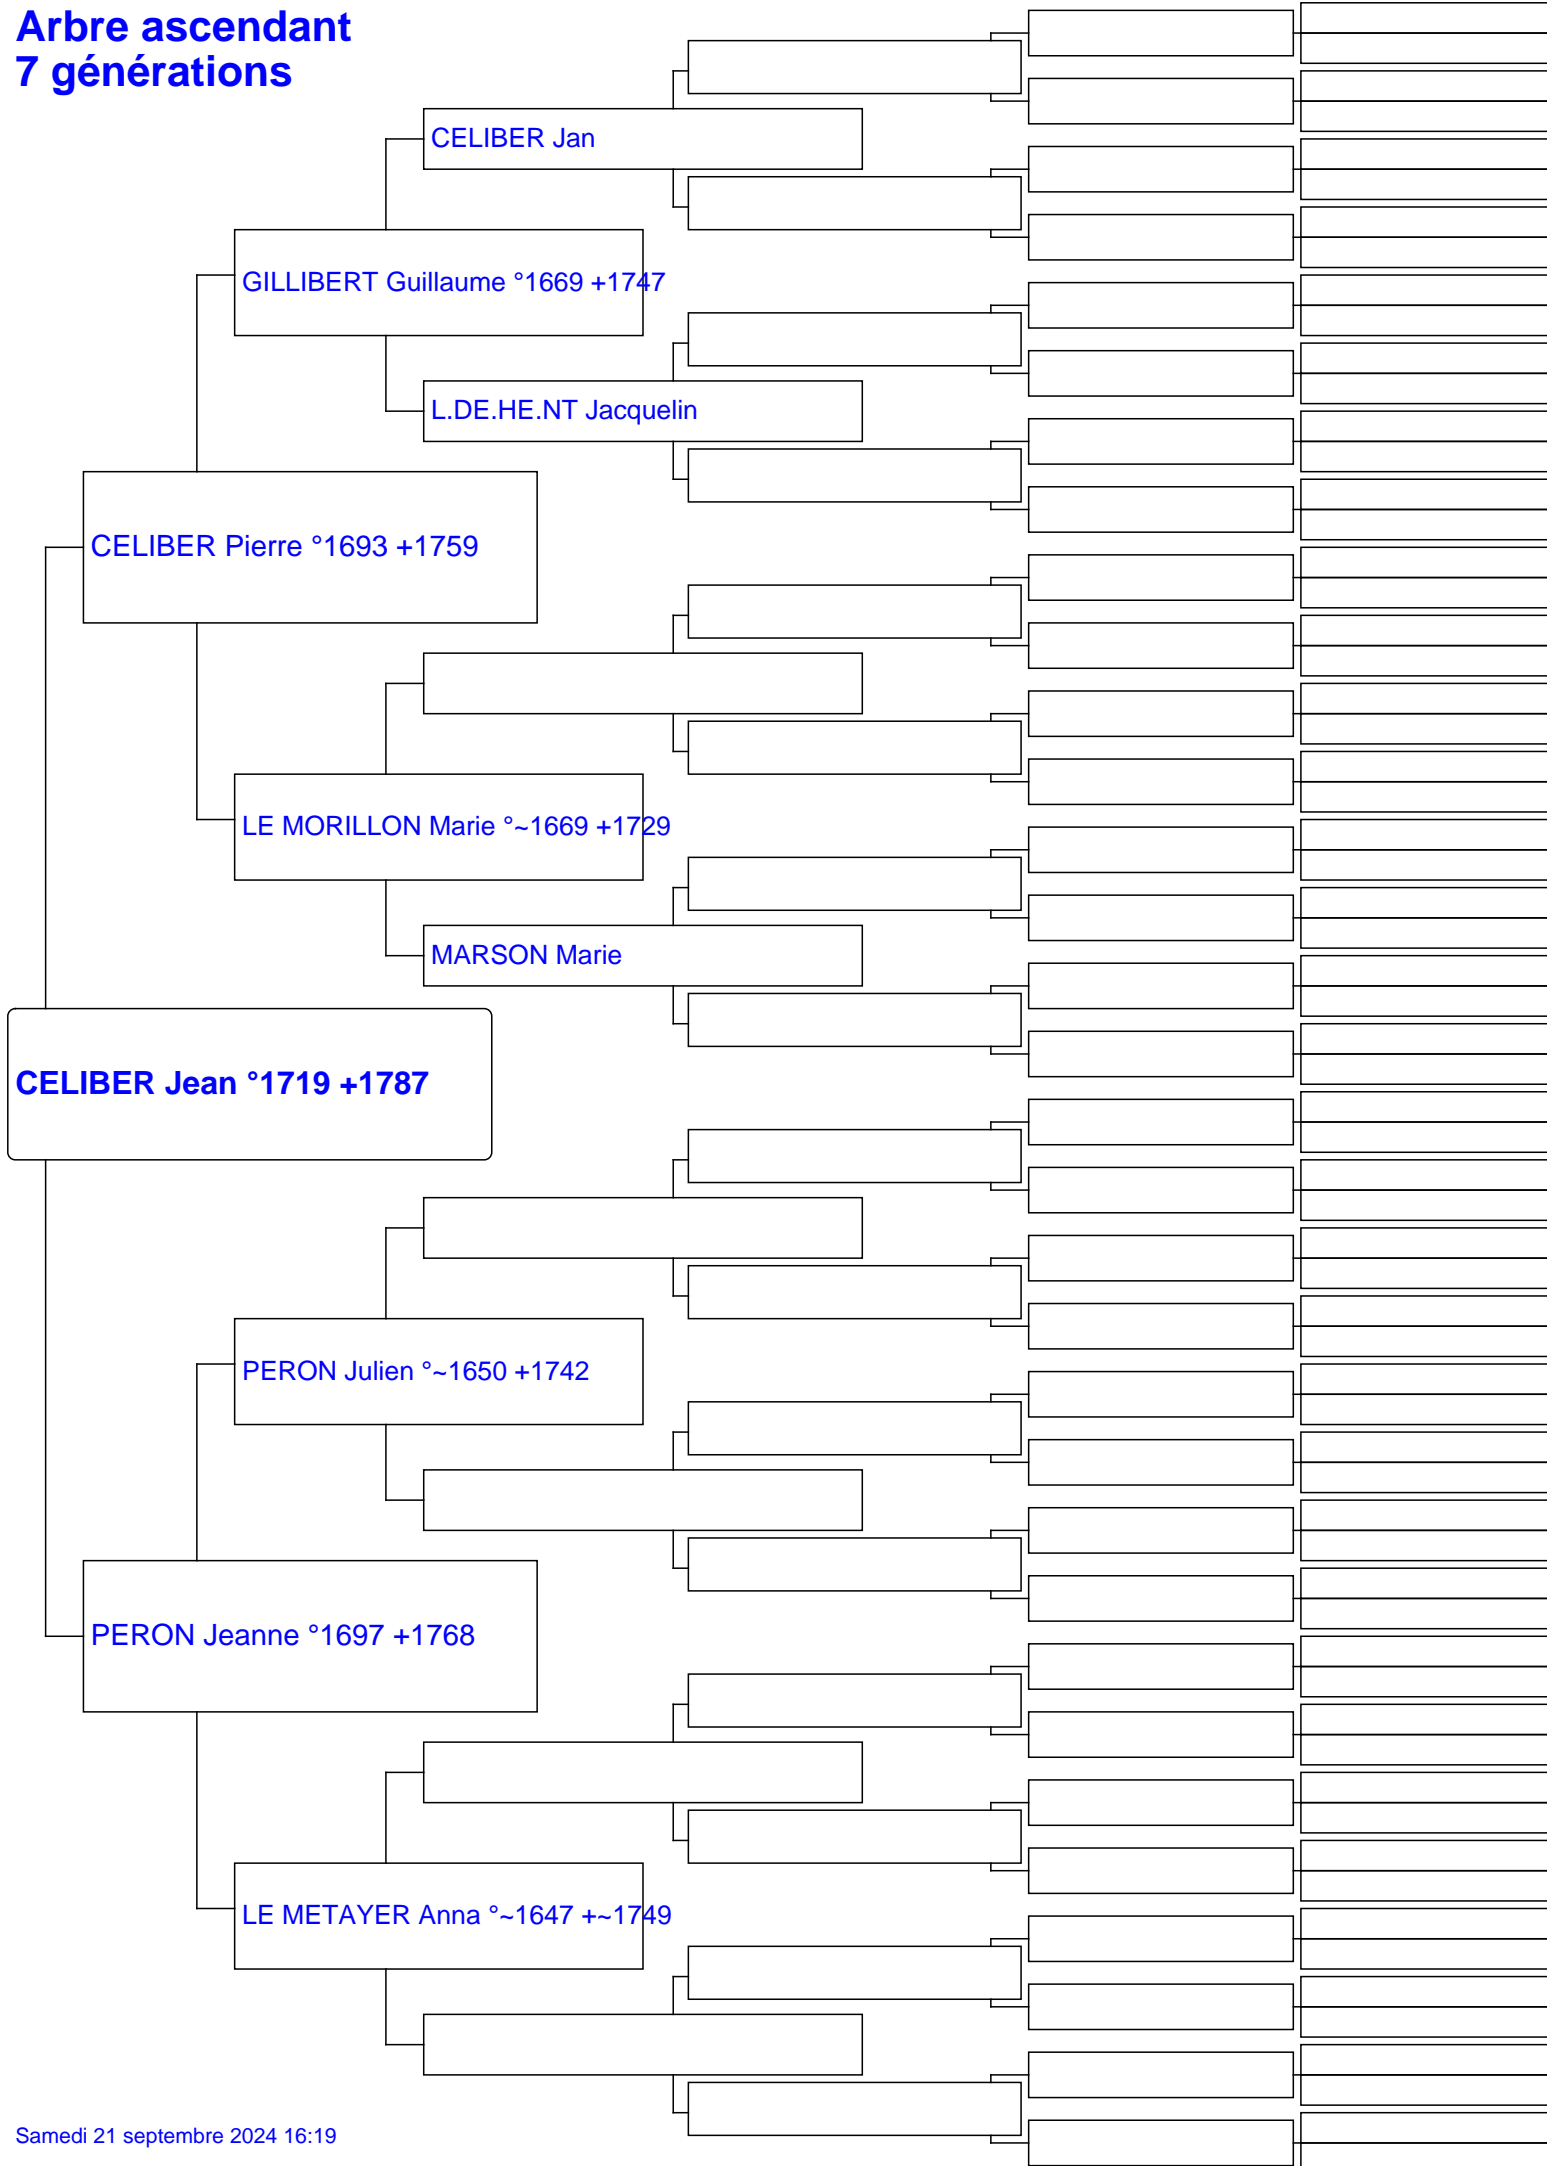 Arbre ascendant
7 générations
CELIBER Jan
GILLIBERT Guillaume °1669 +1747
L.DE.HE.NT Jacquelin
CELIBER Pierre °1693 +1759
LE MORILLON Marie °~1669 +1729
MARSON Marie
CELIBER Jean °1719 +1787
PERON Julien °~1650 +1742
PERON Jeanne °1697 +1768
LE METAYER Anna °~1647 +~1749
Samedi 21 septembre 2024 16:19